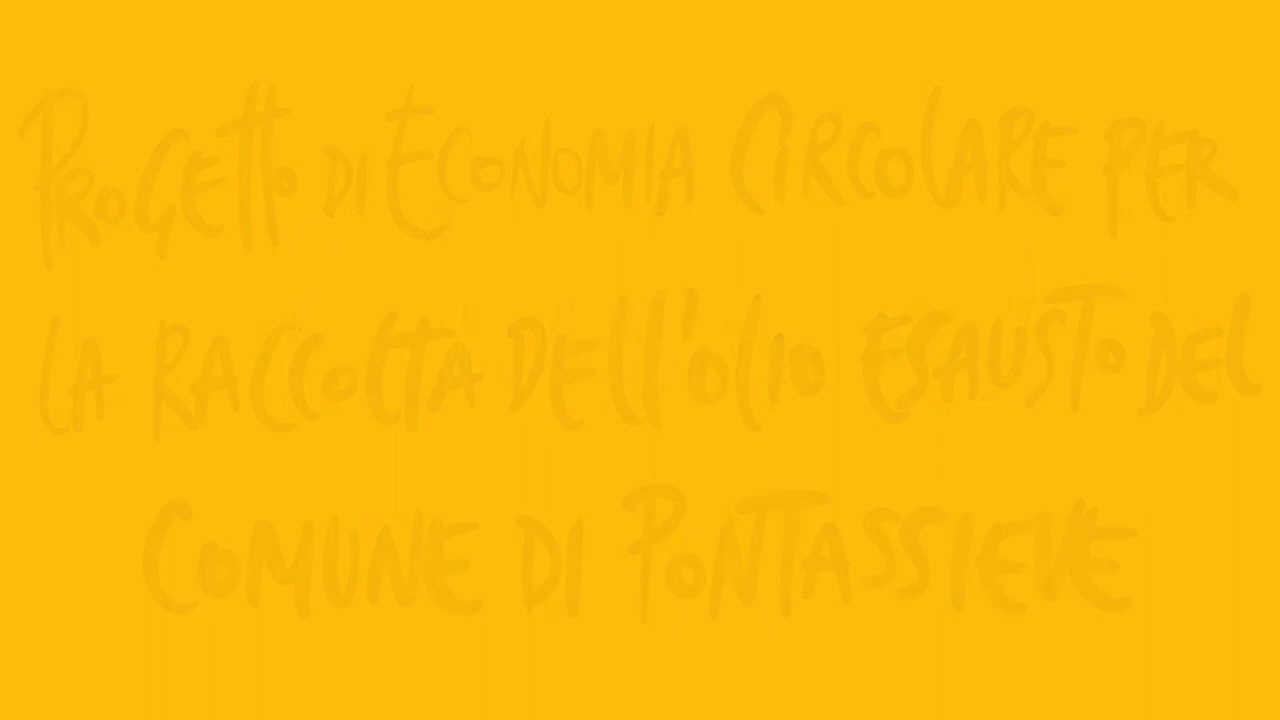 PROGETTO DI ECONOMIA CIRCOLARE PER
LA RACCOLTA DELL'OLIO ESAUSTO DEL
COMUNE DI PONTASSIEVE